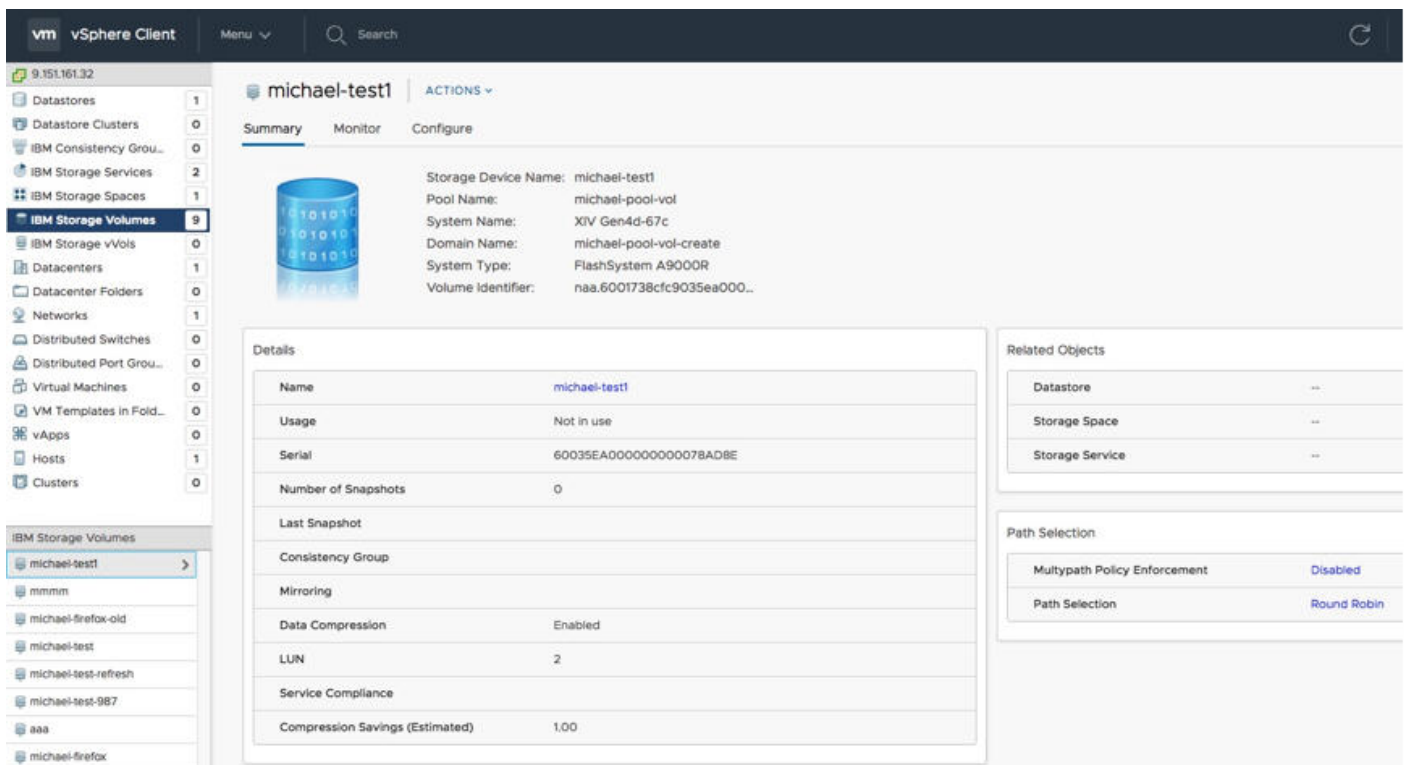 vm vSphere Client Menu Search
9.151.161.32
Datastores 1
Datastore Clusters 0
IBM Consistency Grou... 0
IBM Storage Services 2
IBM Storage Spaces 1
IBM Storage Volumes 9
IBM Storage vVols 0
Datacenters 1
Datacenter Folders 0
Networks 1
Distributed Switches 0
Distributed Port Grou... 0
Virtual Machines 0
VM Templates in Fold... 0
vApps 0
Hosts 1
Clusters 0
IBM Storage Volumes
michael-test1
mmmm
michael-firefox-old
michael-test
michael-test-refresh
michael-test-987
aaa
michael-firefox
michael-test1 ACTIONS
Summary Monitor Configure
Storage Device Name: michael-test1
Pool Name: michael-pool-vol
System Name: XIV Gen4d-67c
Domain Name: michael-pool-vol-create
System Type: FlashSystem A9000R
Volume Identifier: naa.6001738cfc9035ea000...
Details
Name michael-test1
Usage Not in use
Serial 60035EA000000000078AD8E
Number of Snapshots 0
Last Snapshot
Consistency Group
Mirroring
Data Compression Enabled
LUN 2
Service Compliance
Compression Savings (Estimated) 1.00
Related Objects
Datastore --
Storage Space --
Storage Service --
Path Selection
Multypath Policy Enforcement Disabled
Path Selection Round Robin